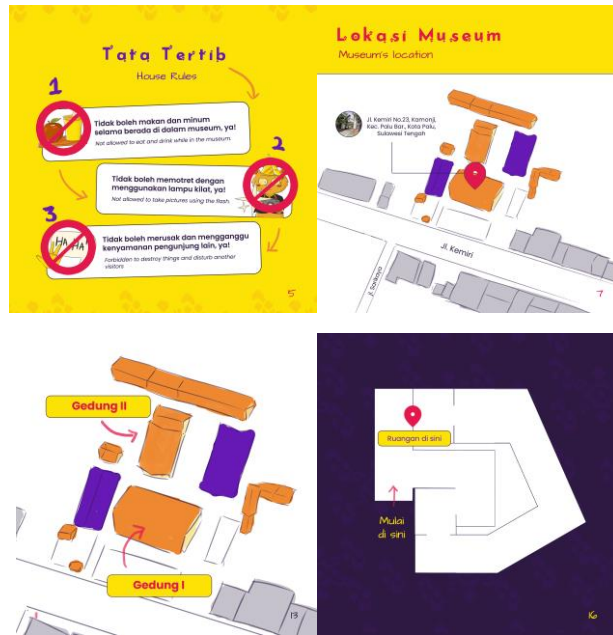 Tata Tertib
House Rules
1
Tidak boleh makan dan minum
selama berada di dalam museum, ya!
Not allowed to eat and drink while in the museum.
2
Tidak boleh memotret dengan
menggunakan lampu kilat, ya!
Not allowed to take pictures using the flash.
3
HA HA
Tidak boleh merusak dan mengganggu
kenyamanan pengunjung lain, ya!
Forbidden to destroy things and disturb another
visitors
5
Lokasi Museum
Museum's location
Jl. Kemiri No.23, Kamonji,
Kec. Palu Bar., Kota Palu,
Sulawesi Tengah
Jl. Kemiri
7
Gedung II
Gedung I
13
Ruangan di sini
Mulai
di sini
16